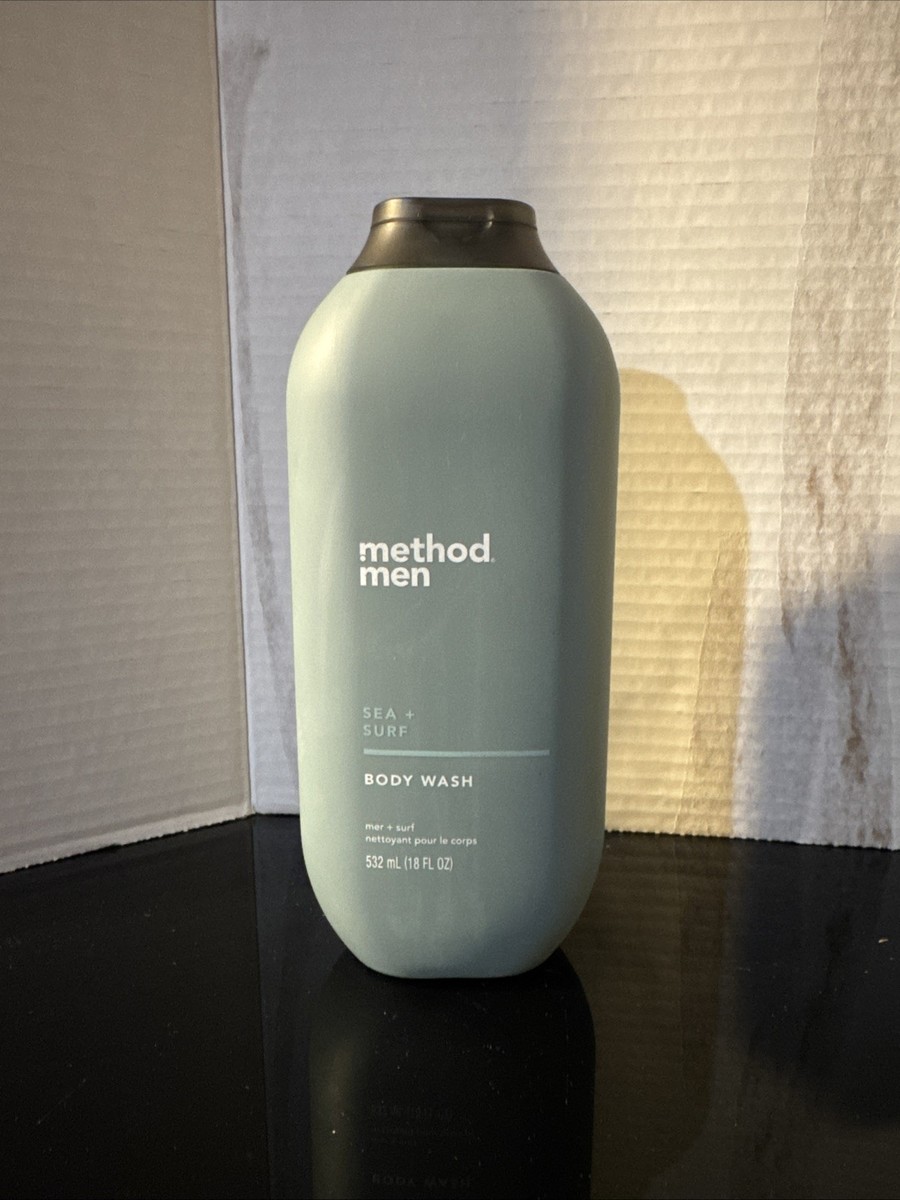 method®
men
SEA +
SURF
BODY WASH
mer + surf
nettoyant pour le corps
532 mL (18 FL OZ)